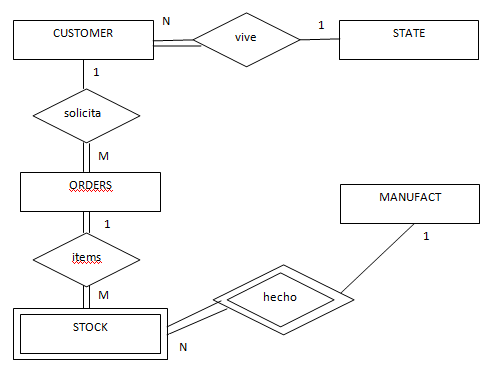 CUSTOMER
N
vive
1
STATE
1
solicita
M
ORDERS
MANUFACT
1
1
items
M
hecho
STOCK
N